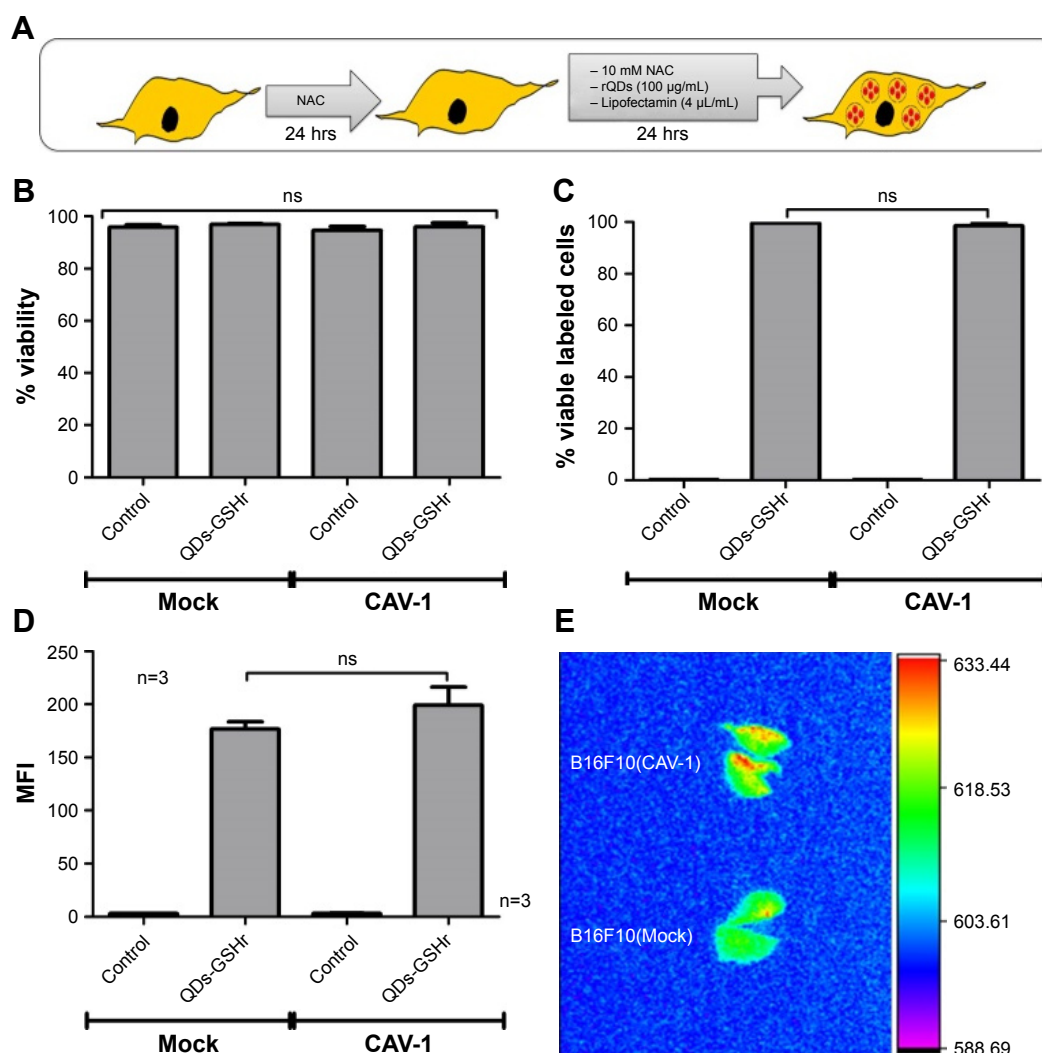 A
NAC
24 hrs
– 10 mM NAC
– rQDs (100 µg/mL)
– Lipofectamin (4 µL/mL)
24 hrs
B
ns
% viability
100
80
60
40
20
0
Control
QDs-GSHr
Control
QDs-GSHr
Mock
CAV-1
C
ns
% viable labeled cells
100
80
60
40
20
0
Control
QDs-GSHr
Control
QDs-GSHr
Mock
CAV-1
D
n=3
ns
MFI
250
200
150
100
50
0
n=3
Control
QDs-GSHr
Control
QDs-GSHr
Mock
CAV-1
E
B16F10(CAV-1)
B16F10(Mock)
633.44
618.53
603.61
588.69